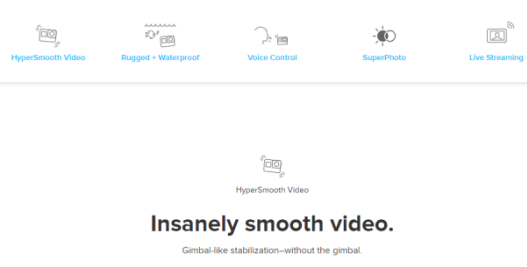 HyperSmooth Video
Rugged + Waterproof
Voice Control
SuperPhoto
Live Streaming
HyperSmooth Video
Insanely smooth video.
Gimbal-like stabilization–without the gimbal.